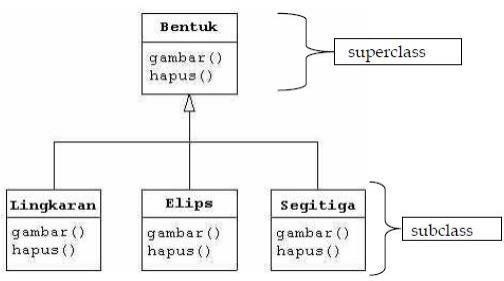 Bentuk
gambar()
hapus()
superclass
Lingkaran
gambar()
hapus()
Elips
gambar()
hapus()
Segitiga
gambar()
hapus()
subclass